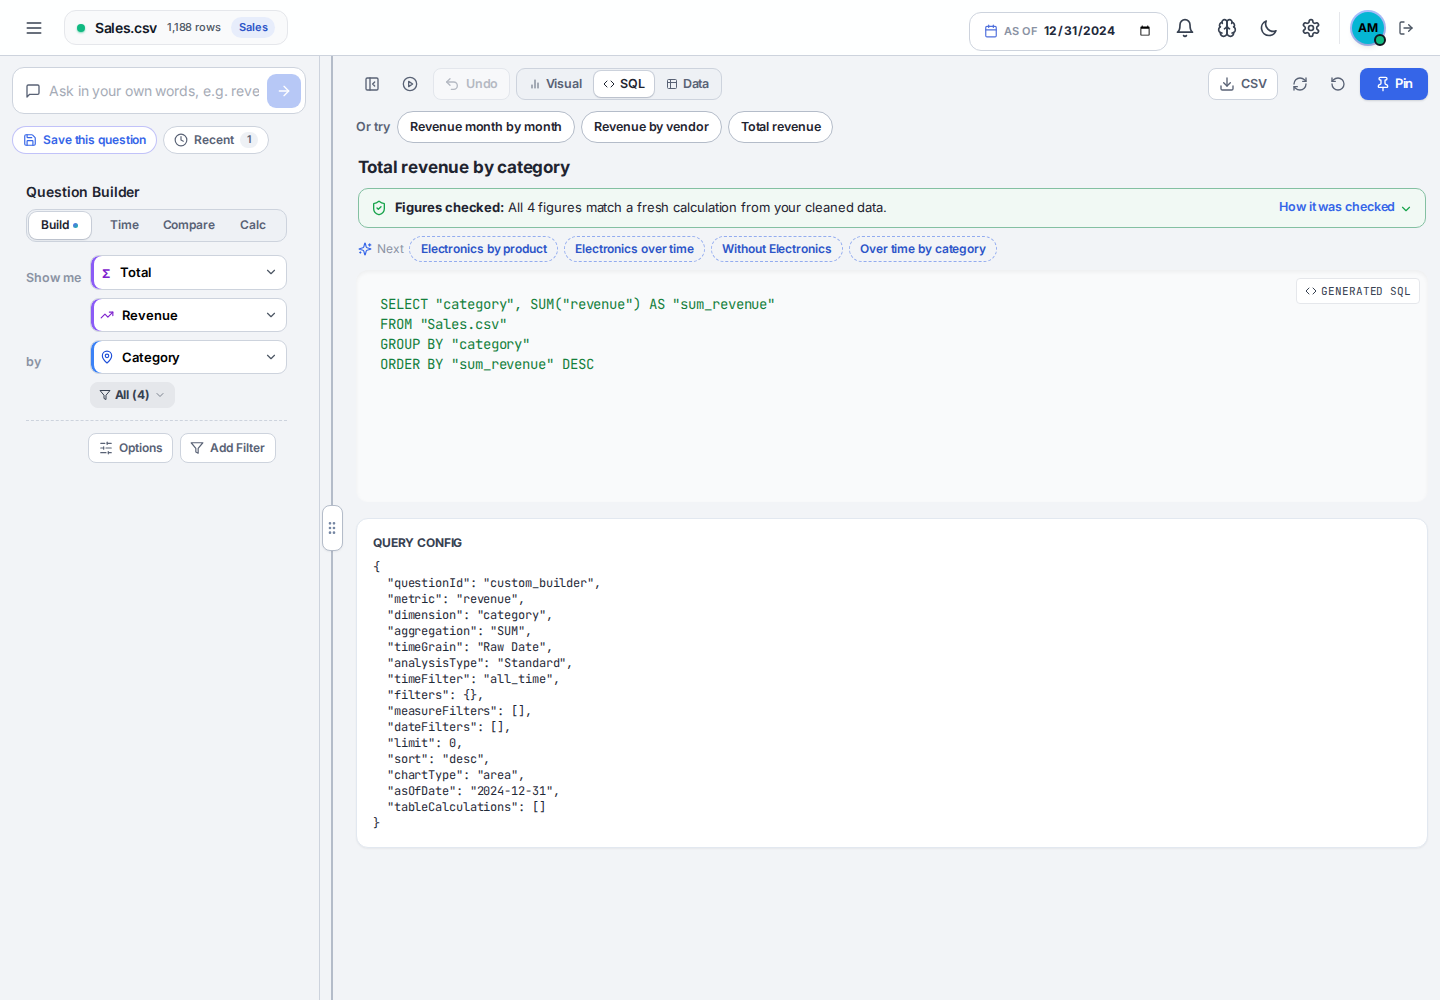 Sales.csv 1,188 rows Sales
AS OF 12/31/2024
AM
Ask in your own words, e.g. reve
Save this question
Recent 1
Question Builder
Build Time Compare Calc
Show me Total
Revenue
by Category
All (4)
Options Add Filter
Undo Visual SQL Data
CSV Pin
Or try Revenue month by month Revenue by vendor Total revenue
Total revenue by category
Figures checked: All 4 figures match a fresh calculation from your cleaned data. How it was checked
Next Electronics by product Electronics over time Without Electronics Over time by category
GENERATED SQL
SELECT "category", SUM("revenue") AS "sum_revenue"
FROM "Sales.csv"
GROUP BY "category"
ORDER BY "sum_revenue" DESC
QUERY CONFIG
{
"questionId": "custom_builder",
"metric": "revenue",
"dimension": "category",
"aggregation": "SUM",
"timeGrain": "Raw Date",
"analysisType": "Standard",
"timeFilter": "all_time",
"filters": {},
"measureFilters": [],
"dateFilters": [],
"limit": 0,
"sort": "desc",
"chartType": "area",
"asOfDate": "2024-12-31",
"tableCalculations": []
}